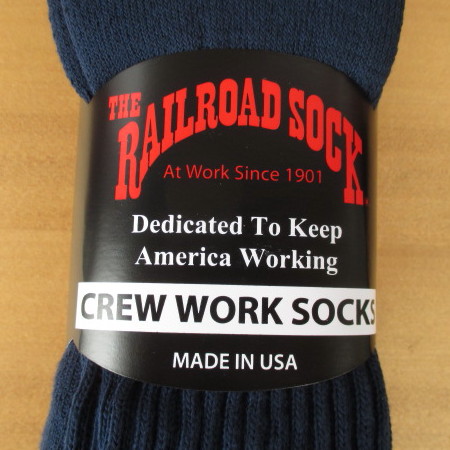 THE
RAILROAD SOCK
At Work Since 1901
Dedicated To Keep
America Working
CREW WORK SOCKS
MADE IN USA